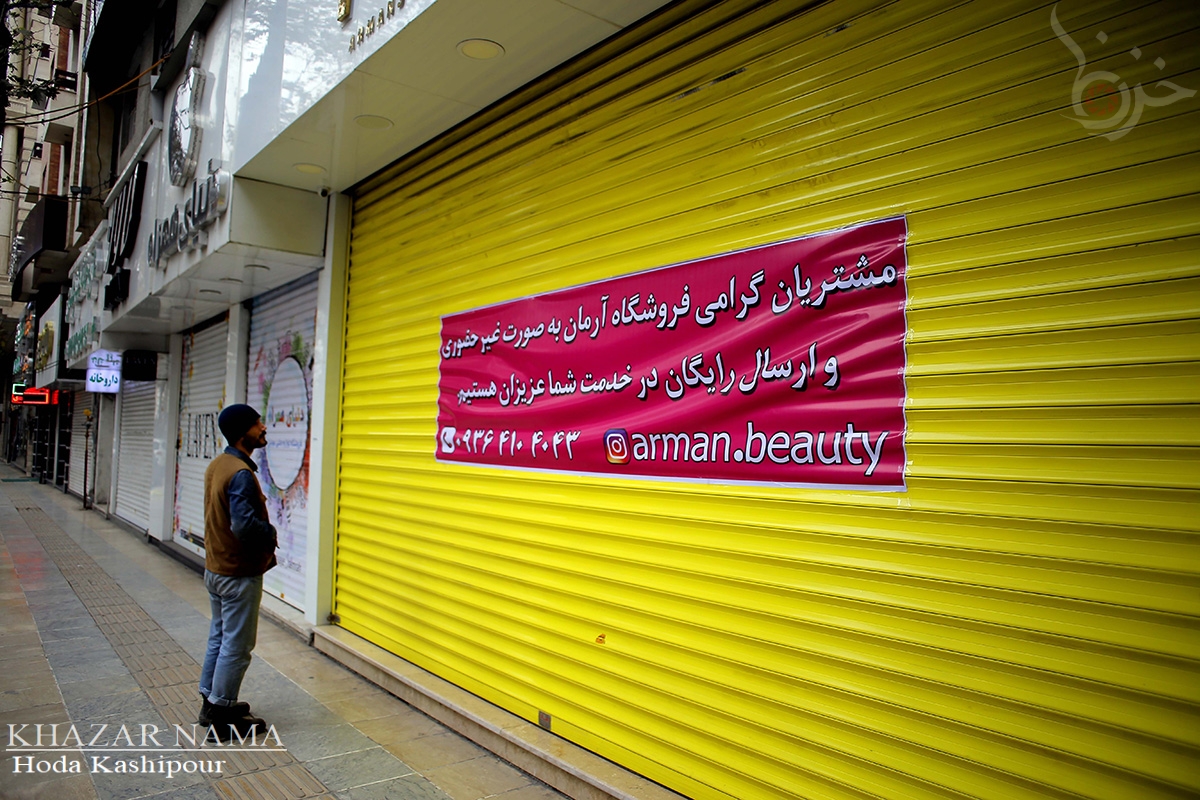 مشتریان گرامی فروشگاه آرمان به صورت غیر حضوری
و ارسال رایگان در خدمت شما عزیزان هستیم.
۰۹۳۶ ۴۱۰ ۴۰۴۳ arman.beauty
داروخانه
LAVEN
KHAZAR NAMA
Hoda Kashipour